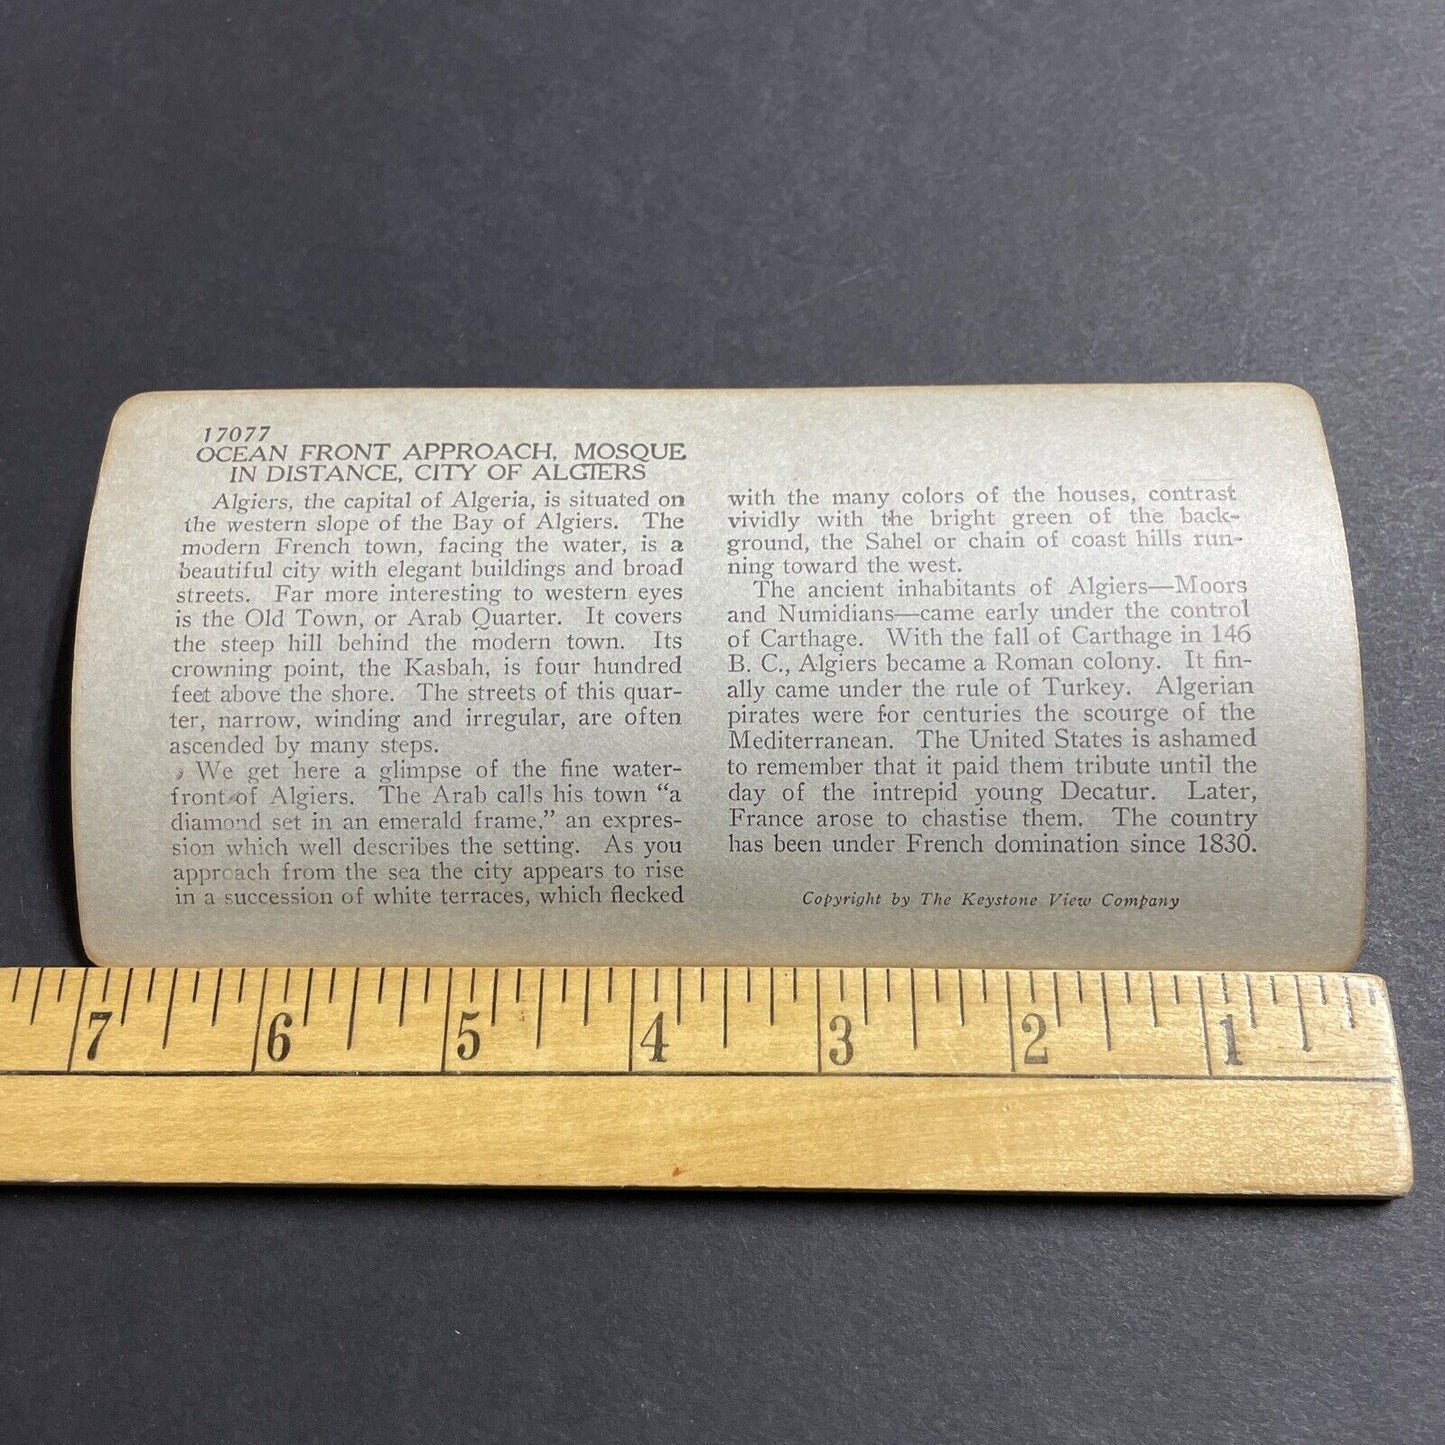 17077
OCEAN FRONT APPROACH, MOSQUE
IN DISTANCE, CITY OF ALGIERS
Algiers, the capital of Algeria, is situated on
the western slope of the Bay of Algiers. The
modern French town, facing the water, is a
beautiful city with elegant buildings and broad
streets. Far more interesting to western eyes
is the Old Town, or Arab Quarter. It covers
the steep hill behind the modern town. Its
crowning point, the Kasbah, is four hundred
feet above the shore. The streets of this quar-
ter, narrow, winding and irregular, are often
ascended by many steps.
We get here a glimpse of the fine water-
front of Algiers. The Arab calls his town “a
diamond set in an emerald frame,” an expres-
sion which well describes the setting. As you
approach from the sea the city appears to rise
in a succession of white terraces, which flecked
with the many colors of the houses, contrast
vividly with the bright green of the back-
ground, the Sahel or chain of coast hills run-
ning toward the west.
The ancient inhabitants of Algiers—Moors
and Numidians—came early under the control
of Carthage. With the fall of Carthage in 146
B. C., Algiers became a Roman colony. It fin-
ally came under the rule of Turkey. Algerian
pirates were for centuries the scourge of the
Mediterranean. The United States is ashamed
to remember that it paid them tribute until the
day of the intrepid young Decatur. Later,
France arose to chastise them. The country
has been under French domination since 1830.
Copyright by The Keystone View Company
7 6 5 4 3 2 1